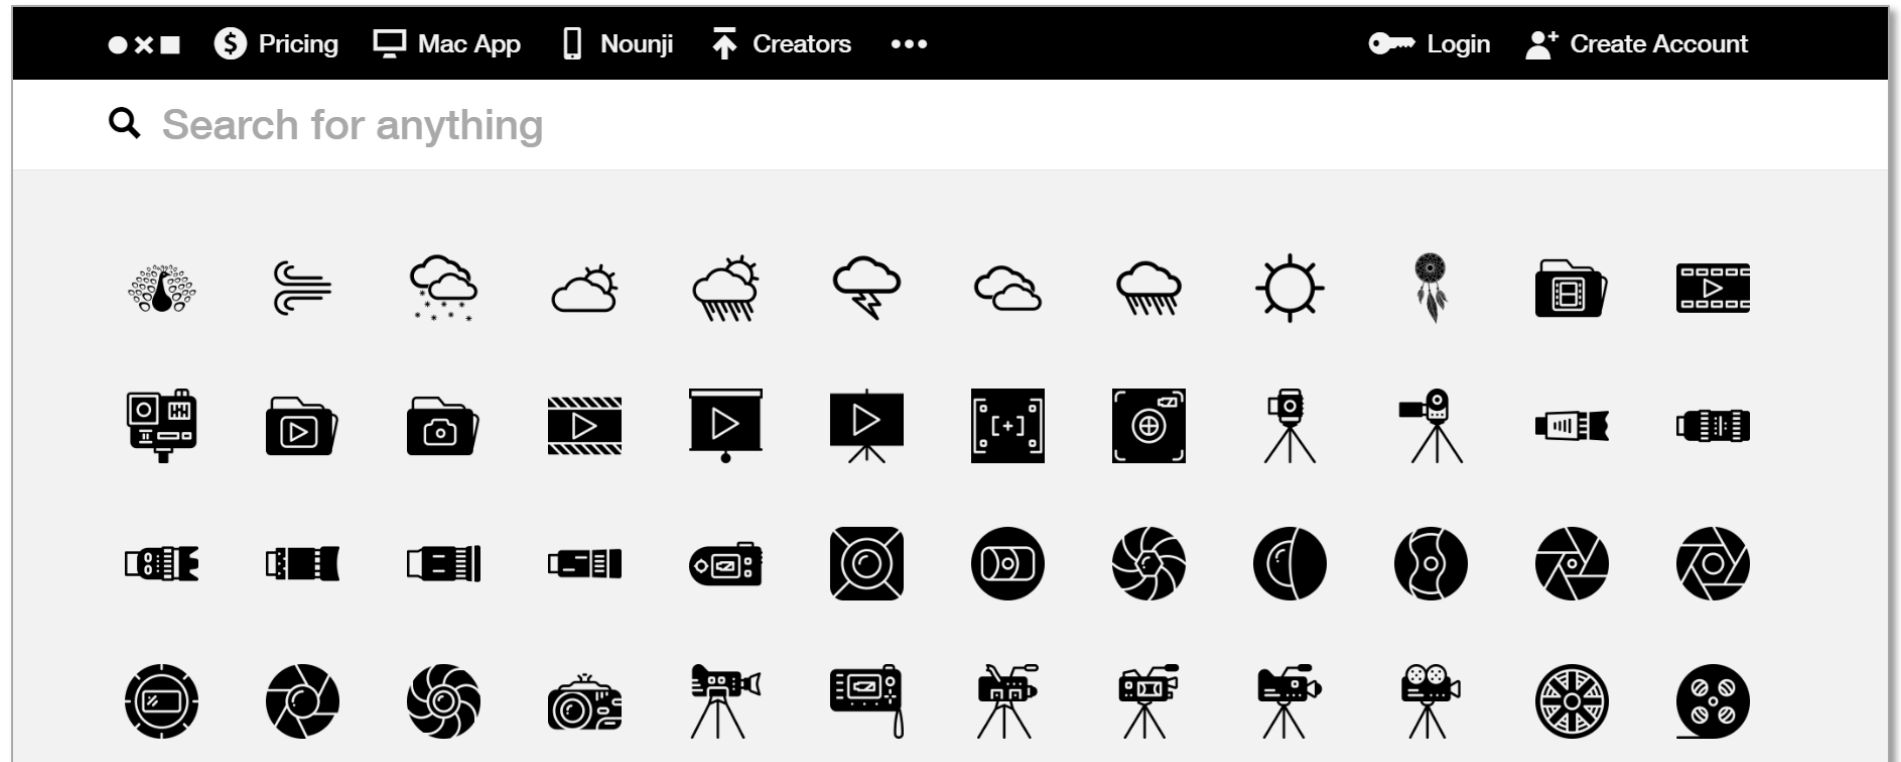 Pricing Mac App Nounji Creators ••• Login Create Account
Search for anything